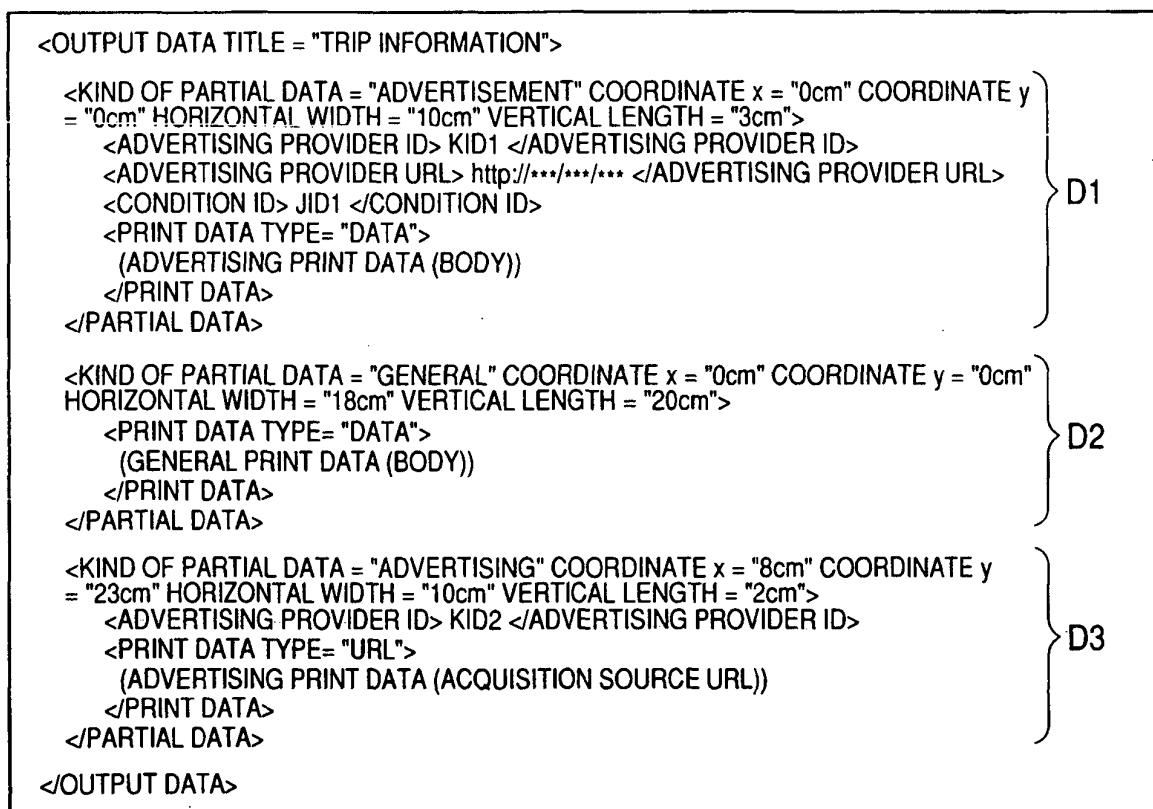 <OUTPUT DATA TITLE = "TRIP INFORMATION">
<KIND OF PARTIAL DATA = "ADVERTISEMENT" COORDINATE x = "0cm" COORDINATE y
= "0cm" HORIZONTAL WIDTH = "10cm" VERTICAL LENGTH = "3cm">
<ADVERTISING PROVIDER ID> KID1 </ADVERTISING PROVIDER ID>
<ADVERTISING PROVIDER URL> http://***/***/*** </ADVERTISING PROVIDER URL>
<CONDITION ID> JID1 </CONDITION ID>
<PRINT DATA TYPE= "DATA">
(ADVERTISING PRINT DATA (BODY))
</PRINT DATA>
</PARTIAL DATA>
D1
<KIND OF PARTIAL DATA = "GENERAL" COORDINATE x = "0cm" COORDINATE y = "0cm"
HORIZONTAL WIDTH = "18cm" VERTICAL LENGTH = "20cm">
<PRINT DATA TYPE= "DATA">
(GENERAL PRINT DATA (BODY))
</PRINT DATA>
</PARTIAL DATA>
D2
<KIND OF PARTIAL DATA = "ADVERTISING" COORDINATE x = "8cm" COORDINATE y
= "23cm" HORIZONTAL WIDTH = "10cm" VERTICAL LENGTH = "2cm">
<ADVERTISING PROVIDER ID> KID2 </ADVERTISING PROVIDER ID>
<PRINT DATA TYPE= "URL">
(ADVERTISING PRINT DATA (ACQUISITION SOURCE URL))
</PRINT DATA>
</PARTIAL DATA>
D3
</OUTPUT DATA>